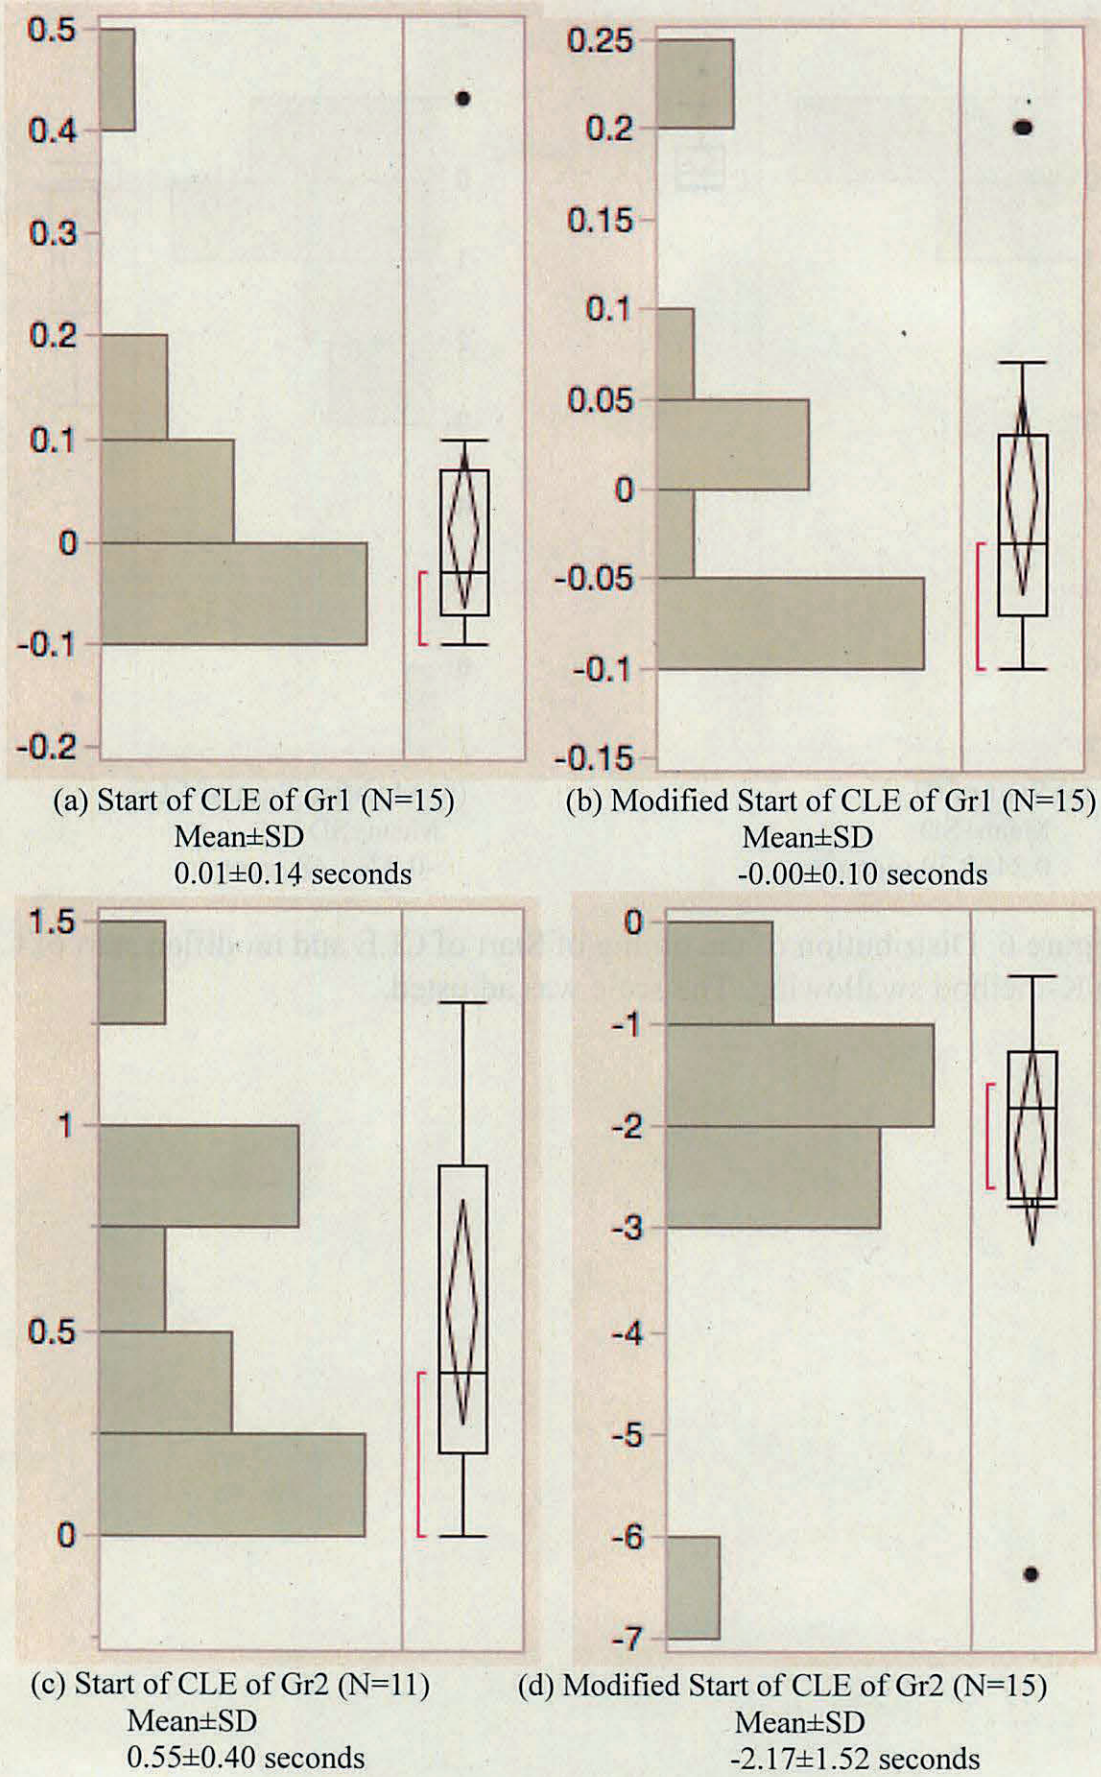 0.5
0.4
0.3
0.2
0.1
0
-0.1
-0.2
0.25
0.2
0.15
0.1
0.05
0
-0.05
-0.1
-0.15
(a) Start of CLE of Gr1 (N=15)
Mean±SD
0.01±0.14 seconds
(b) Modified Start of CLE of Gr1 (N=15)
Mean±SD
-0.00±0.10 seconds
1.5
1
0.5
0
0
-1
-2
-3
-4
-5
-6
-7
(c) Start of CLE of Gr2 (N=11)
Mean±SD
0.55±0.40 seconds
(d) Modified Start of CLE of Gr2 (N=15)
Mean±SD
-2.17±1.52 seconds